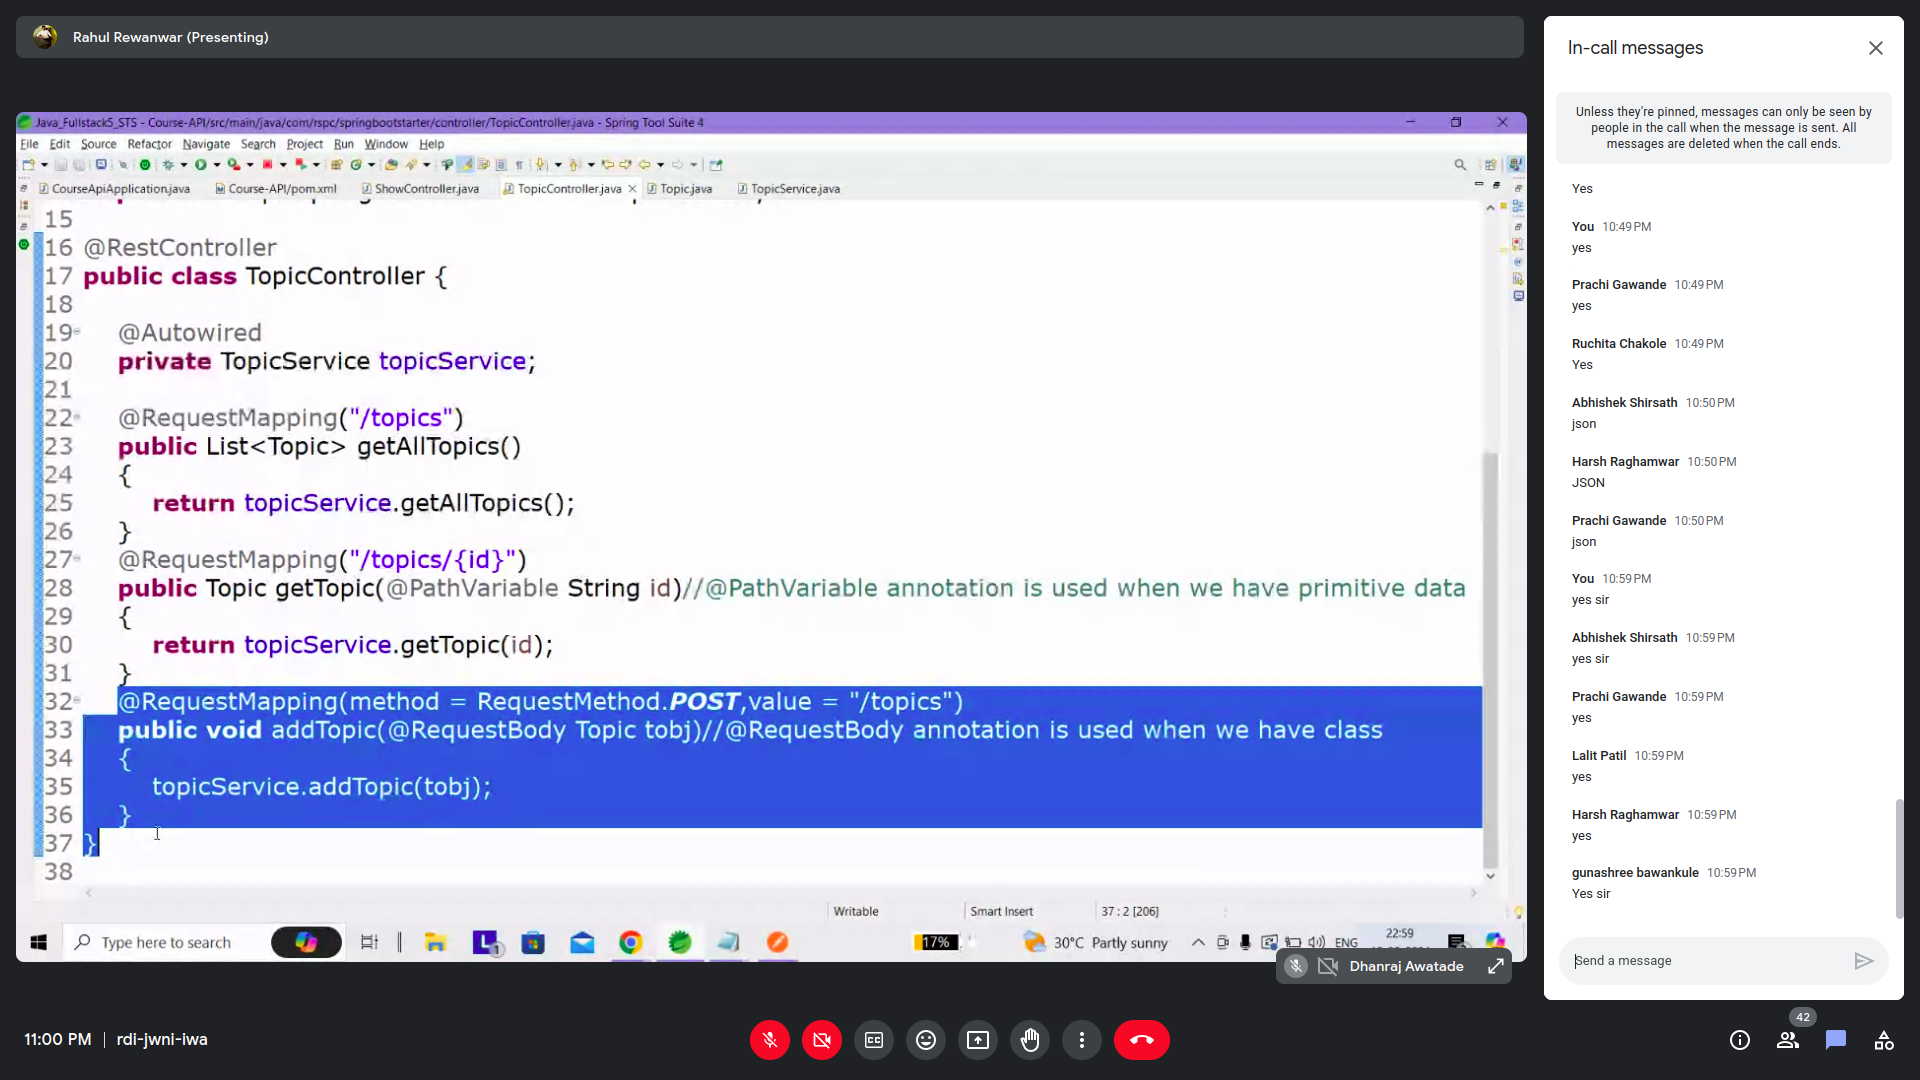 Rahul Rewanwar (Presenting)
Java_Fullstack5_STS - Course-API/src/main/java/com/rspc/springbootstarter/controller/TopicController.java - Spring Tool Suite 4
File Edit Source Refactor Navigate Search Project Run Window Help
CourseApiApplication.java Course-API/pom.xml ShowController.java TopicController.java Topic.java TopicService.java
15
16 @RestController
17 public class TopicController {
18
19 @Autowired
20 private TopicService topicService;
21
22 @RequestMapping("/topics")
23 public List<Topic> getAllTopics()
24 {
25 return topicService.getAllTopics();
26 }
27 @RequestMapping("/topics/{id}")
28 public Topic getTopic(@PathVariable String id)//@PathVariable annotation is used when we have primitive data
29 {
30 return topicService.getTopic(id);
31 }
32 @RequestMapping(method = RequestMethod.POST,value = "/topics")
33 public void addTopic(@RequestBody Topic tobj)//@RequestBody annotation is used when we have class
34 {
35 topicService.addTopic(tobj);
36 }
37 }
38
Writable Smart Insert 37 : 2 [206]
Type here to search 17% 30°C Partly sunny ENG 22:59
Dhanraj Awatade
11:00 PM | rdi-jwni-iwa
In-call messages
Unless they're pinned, messages can only be seen by
people in the call when the message is sent. All
messages are deleted when the call ends.
Yes
You 10:49 PM
yes
Prachi Gawande 10:49 PM
yes
Ruchita Chakole 10:49 PM
Yes
Abhishek Shirsath 10:50 PM
json
Harsh Raghamwar 10:50 PM
JSON
Prachi Gawande 10:50 PM
json
You 10:59 PM
yes sir
Abhishek Shirsath 10:59 PM
yes sir
Prachi Gawande 10:59 PM
yes
Lalit Patil 10:59 PM
yes
Harsh Raghamwar 10:59 PM
yes
gunashree bawankule 10:59 PM
Yes sir
Send a message
42